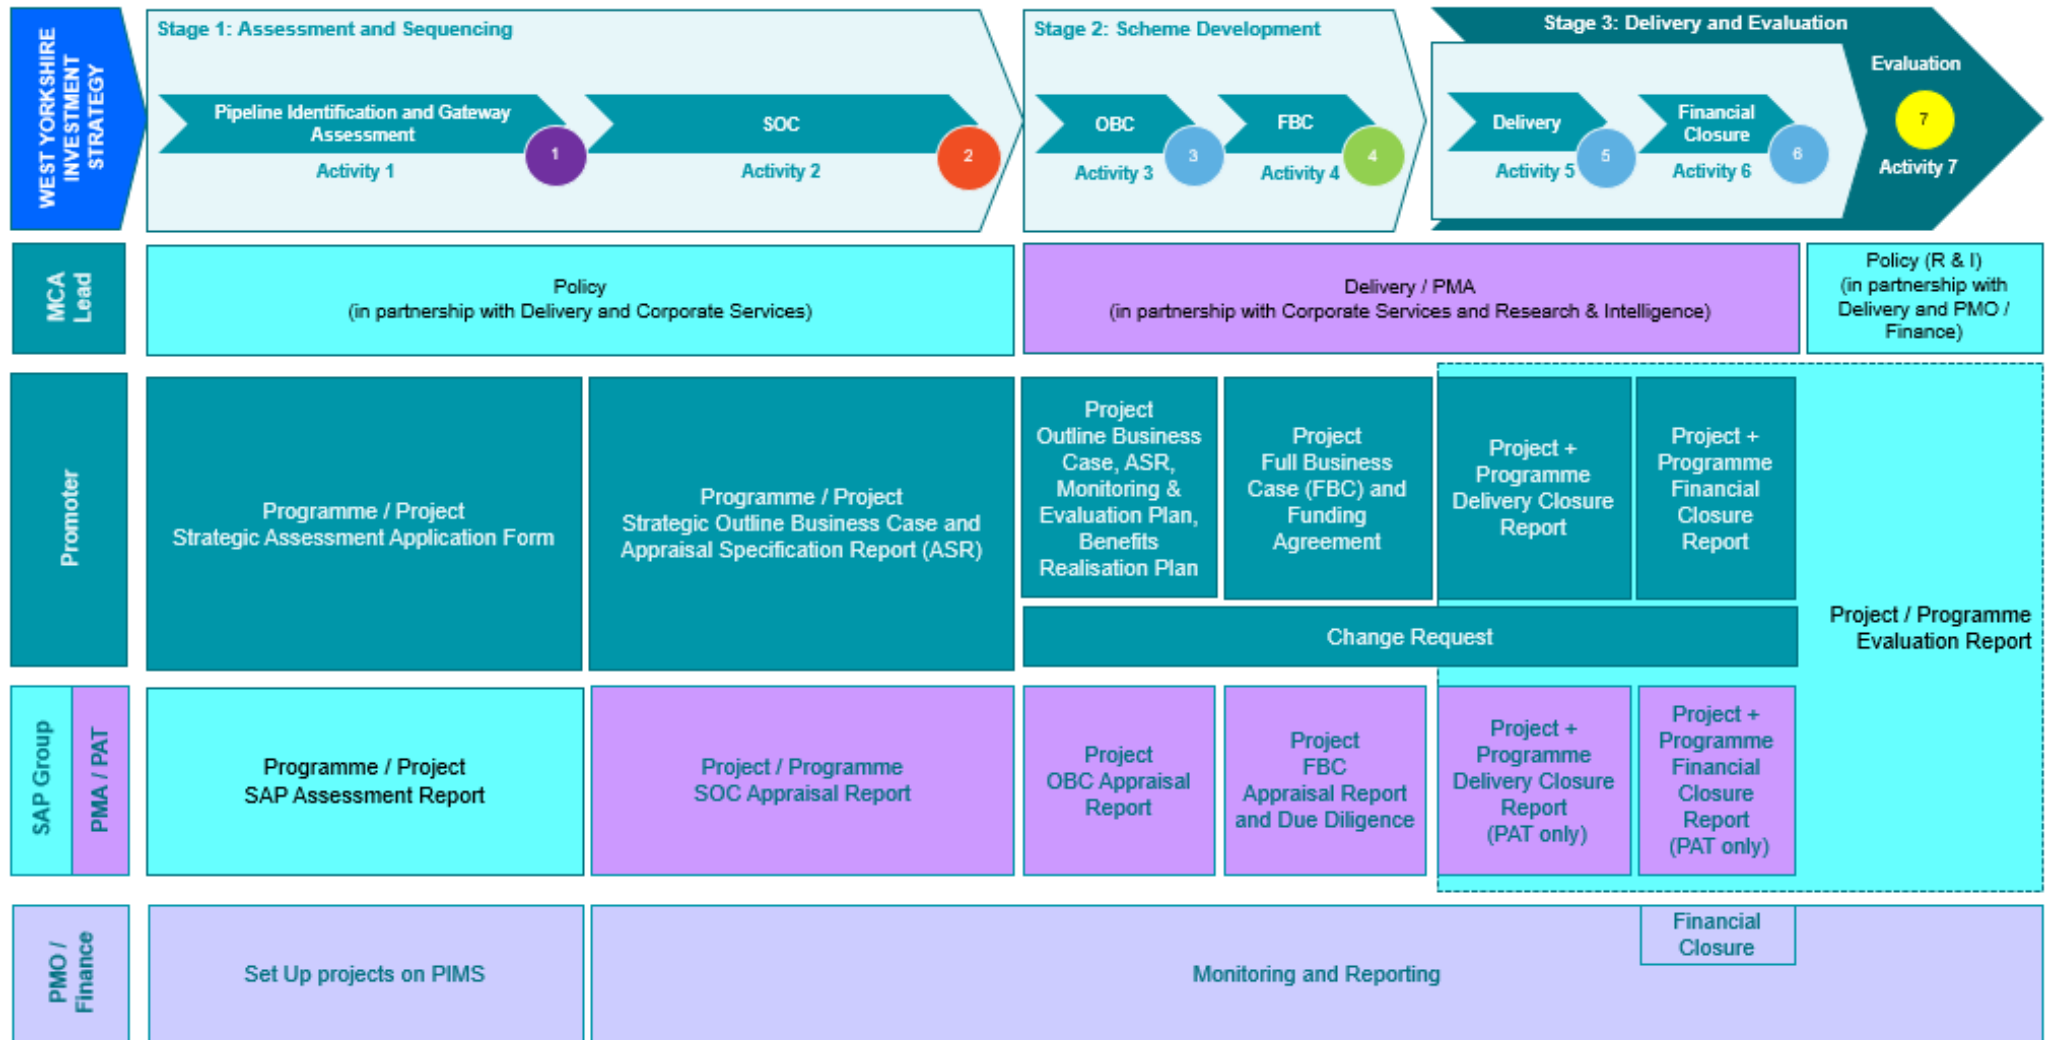 WEST YORKSHIRE
INVESTMENT
STRATEGY
Stage 1: Assessment and Sequencing
Pipeline Identification and Gateway
Assessment
1
Activity 1
SOC
2
Activity 2
Stage 2: Scheme Development
OBC
3
Activity 3
FBC
4
Activity 4
Stage 3: Delivery and Evaluation
Delivery
5
Activity 5
Financial
Closure
6
Activity 6
Evaluation
7
Activity 7
MCA
Lead
Policy
(in partnership with Delivery and Corporate Services)
Delivery / PMA
(in partnership with Corporate Services and Research & Intelligence)
Policy (R & I)
(in partnership with
Delivery and PMO /
Finance)
Promoter
Programme / Project
Strategic Assessment Application Form
Programme / Project
Strategic Outline Business Case and
Appraisal Specification Report (ASR)
Project
Outline Business
Case, ASR,
Monitoring &
Evaluation Plan,
Benefits
Realisation Plan
Project
Full Business
Case (FBC) and
Funding
Agreement
Project +
Programme
Delivery Closure
Report
Project +
Programme
Financial
Closure
Report
Change Request
Project / Programme
Evaluation Report
SAP Group
PMA / PAT
Programme / Project
SAP Assessment Report
Project / Programme
SOC Appraisal Report
Project
OBC Appraisal
Report
Project
FBC
Appraisal Report
and Due Diligence
Project +
Programme
Delivery Closure
Report
(PAT only)
Project +
Programme
Financial
Closure
Report
(PAT only)
PMO /
Finance
Set Up projects on PIMS
Monitoring and Reporting
Financial
Closure